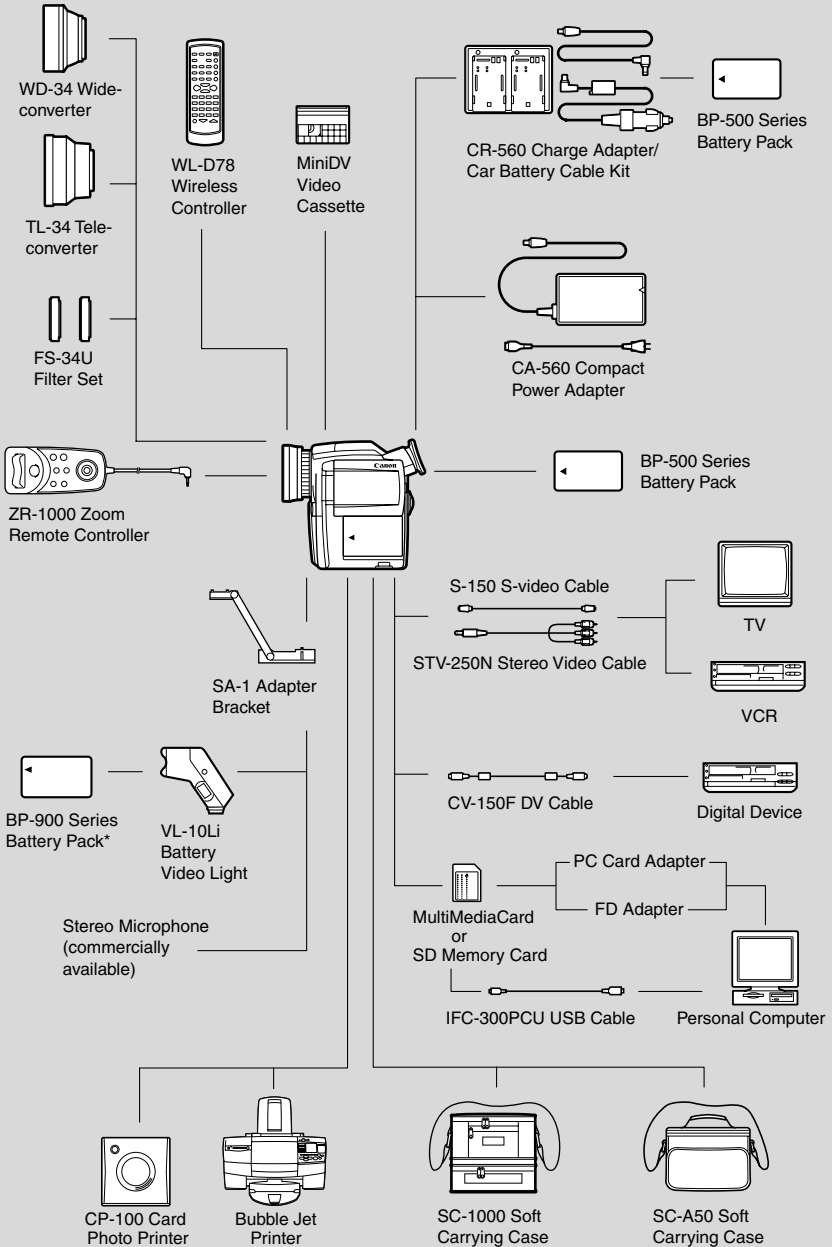 WD-34 Wide-
converter
WL-D78
Wireless
Controller
MiniDV
Video
Cassette
CR-560 Charge Adapter/
Car Battery Cable Kit
BP-500 Series
Battery Pack
TL-34 Tele-
converter
FS-34U
Filter Set
CA-560 Compact
Power Adapter
ZR-1000 Zoom
Remote Controller
Canon
BP-500 Series
Battery Pack
SA-1 Adapter
Bracket
S-150 S-video Cable
STV-250N Stereo Video Cable
TV
VCR
BP-900 Series
Battery Pack*
VL-10Li
Battery
Video Light
CV-150F DV Cable
Digital Device
Stereo Microphone
(commercially
available)
MultiMediaCard
or
SD Memory Card
PC Card Adapter
FD Adapter
IFC-300PCU USB Cable
Personal Computer
CP-100 Card
Photo Printer
Bubble Jet
Printer
SC-1000 Soft
Carrying Case
SC-A50 Soft
Carrying Case